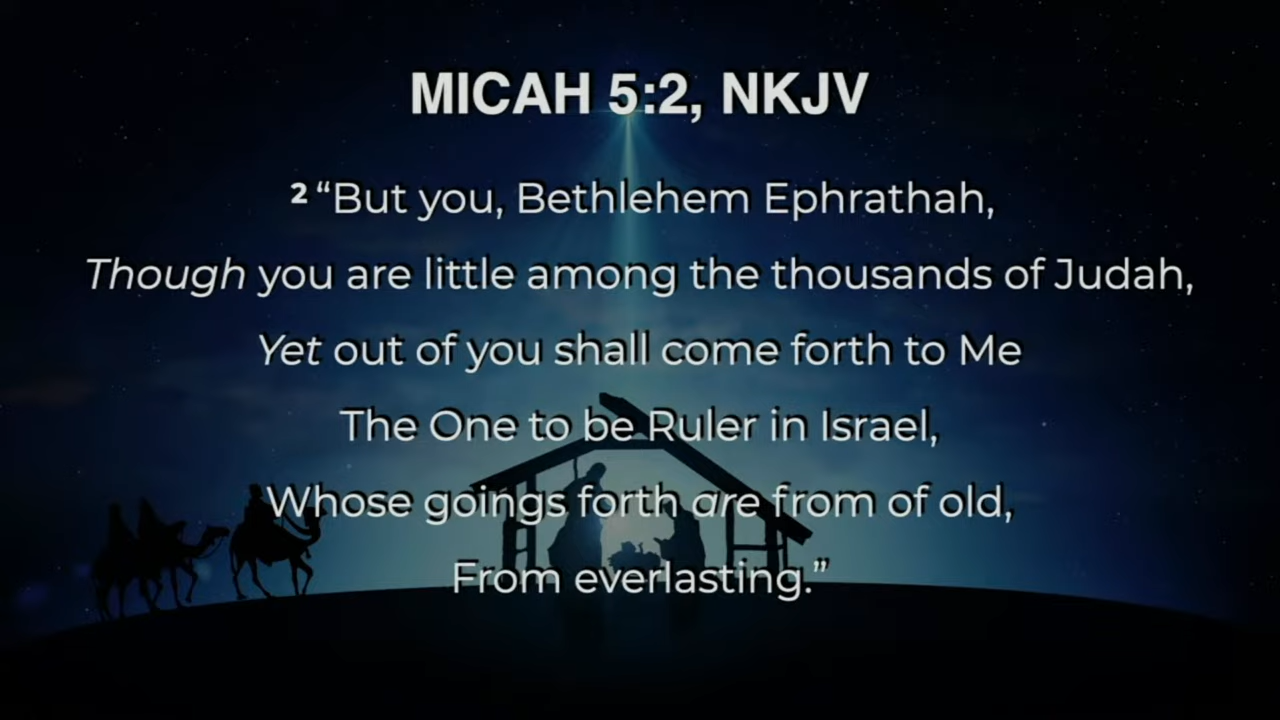 MICAH 5:2, NKJV
² “But you, Bethlehem Ephrathah,
Though you are little among the thousands of Judah,
Yet out of you shall come forth to Me
The One to be Ruler in Israel,
Whose goings forth are from of old,
From everlasting.”